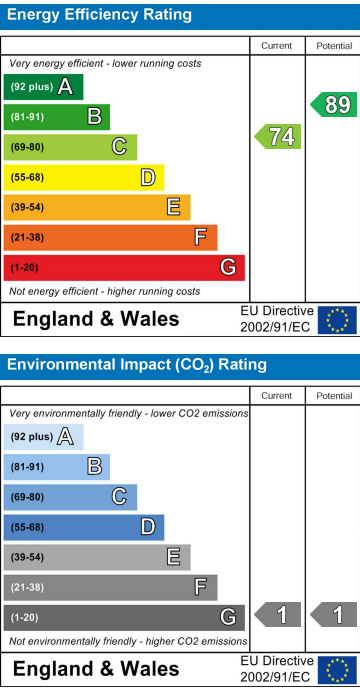 Energy Efficiency Rating
Current Potential
Very energy efficient - lower running costs
(92 plus) A
(81-91) B
(69-80) C
(55-68) D
(39-54) E
(21-38) F
(1-20) G
74
89
Not energy efficient - higher running costs
England & Wales
EU Directive
2002/91/EC
Environmental Impact (CO₂) Rating
Current Potential
Very environmentally friendly - lower CO2 emissions
(92 plus) A
(81-91) B
(69-80) C
(55-68) D
(39-54) E
(21-38) F
(1-20) G
1
1
Not environmentally friendly - higher CO2 emissions
England & Wales
EU Directive
2002/91/EC